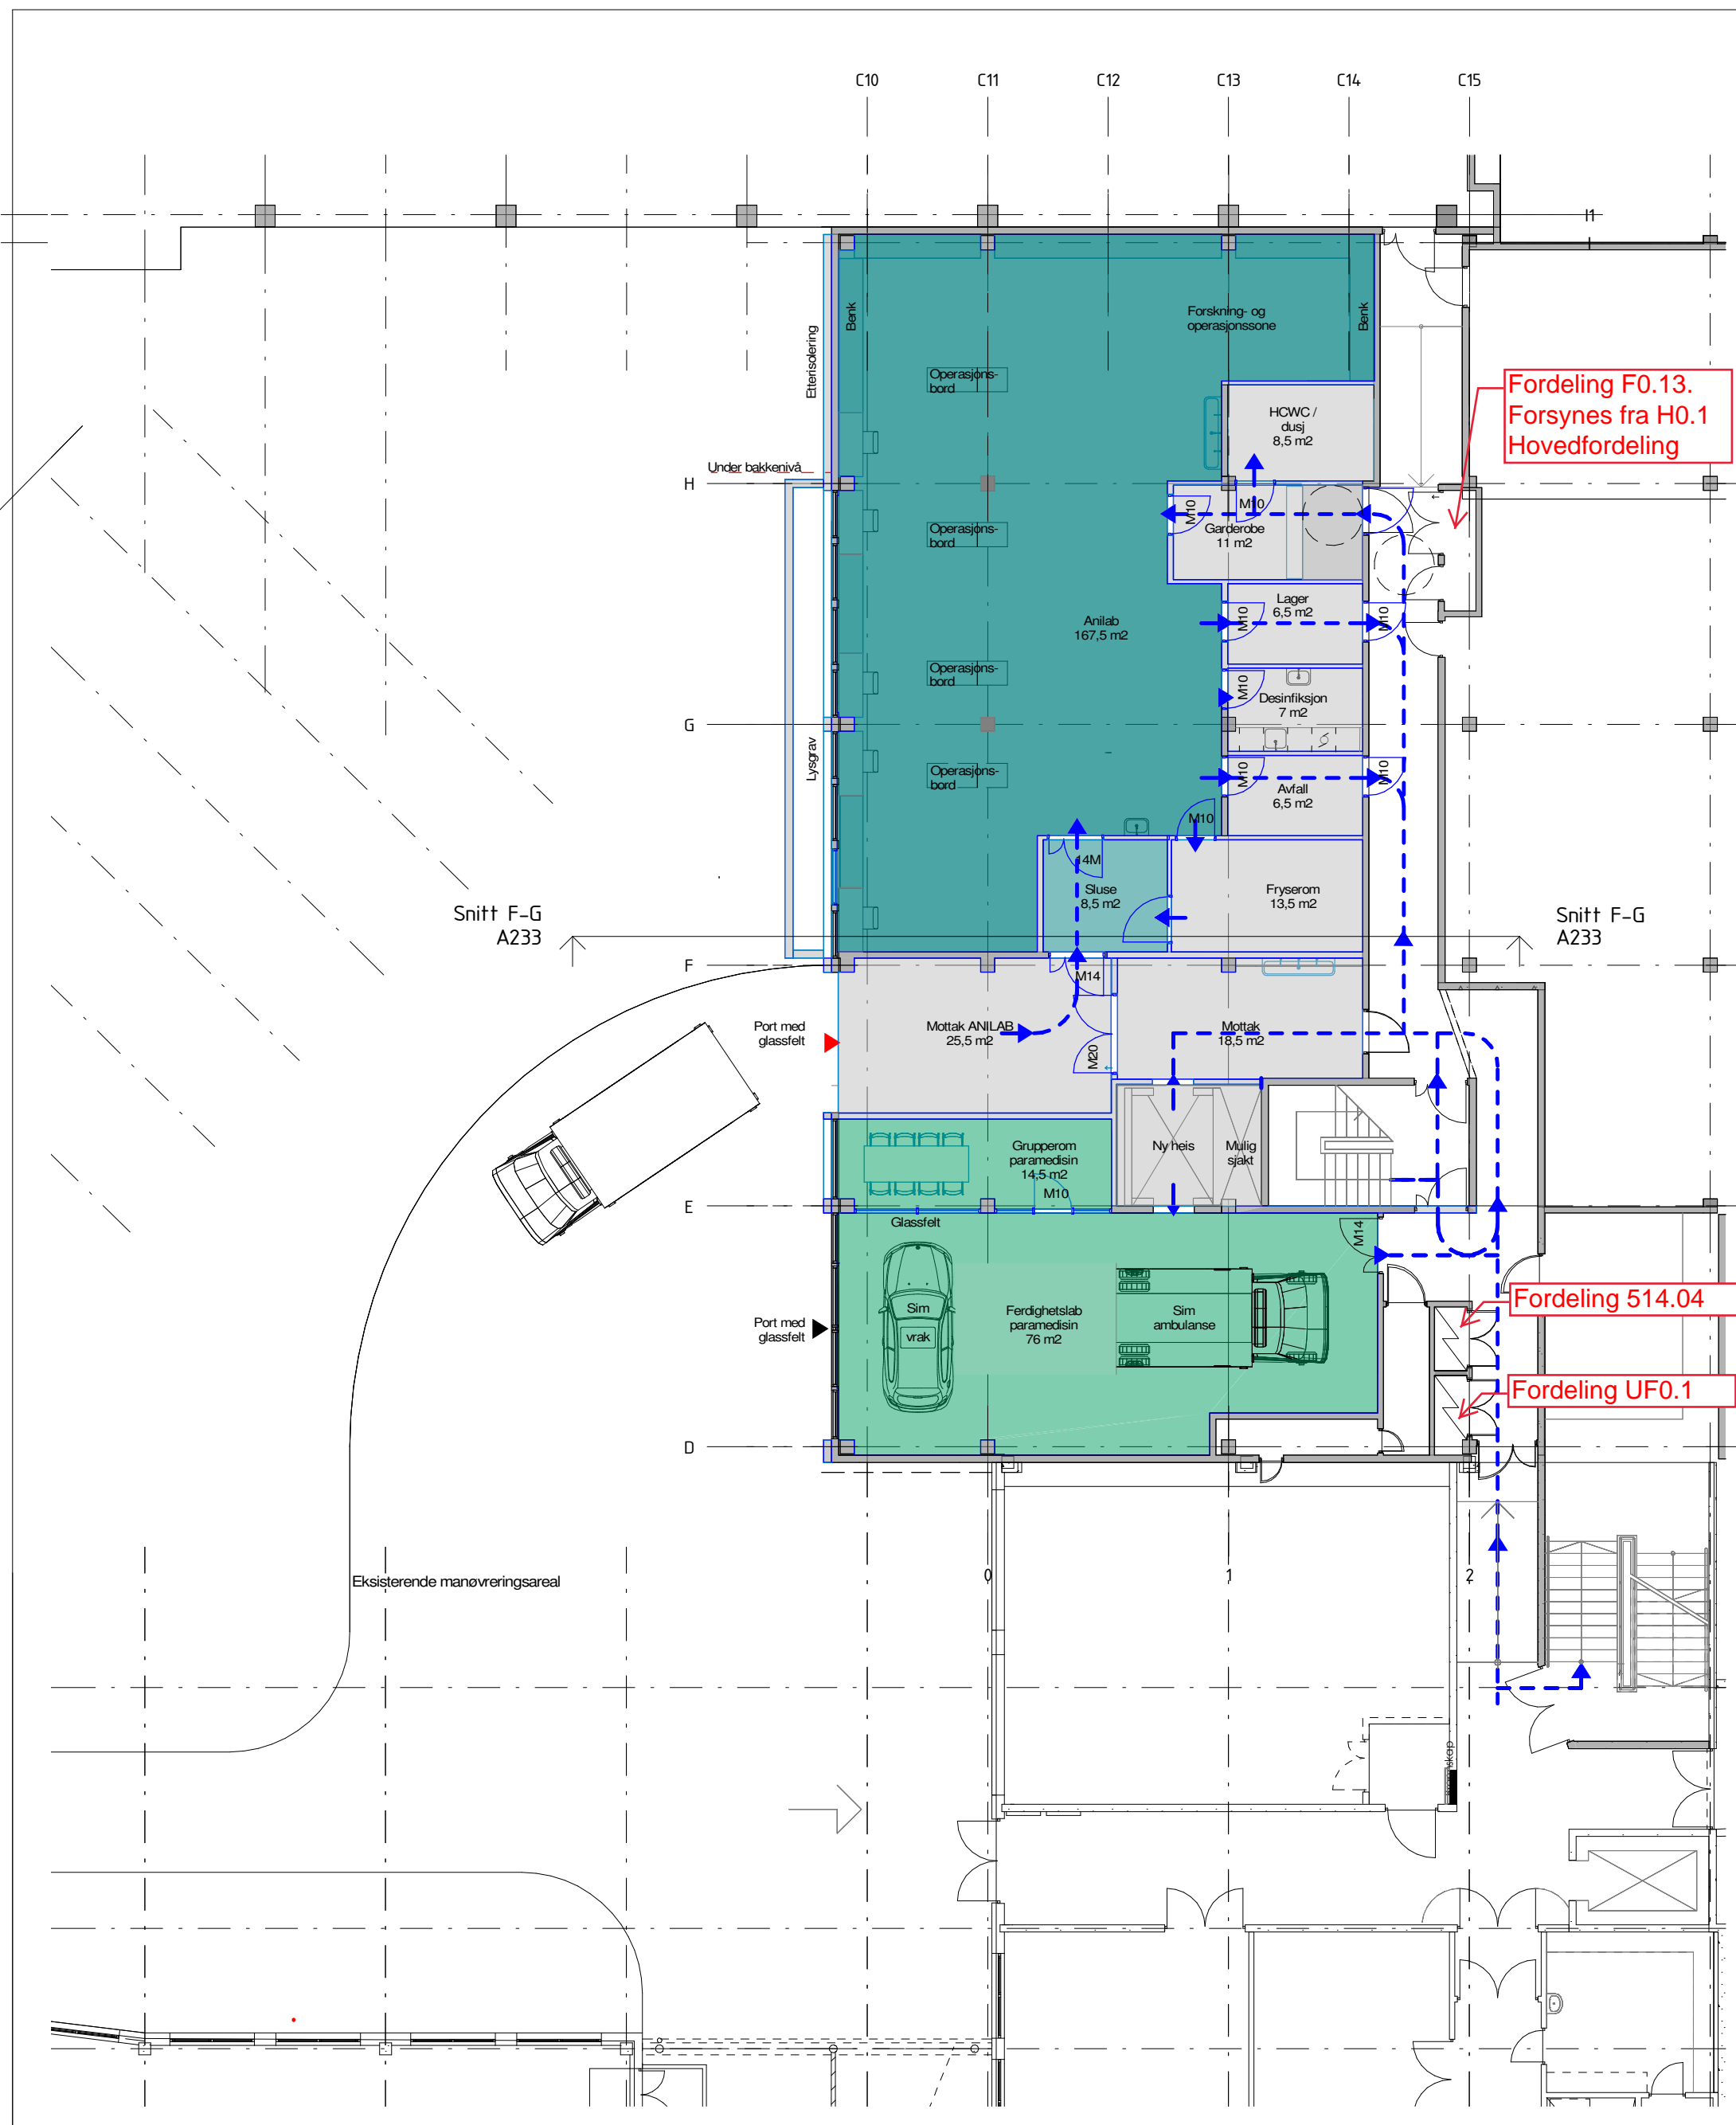 C10
C11
C12
C13
C14
C15
I1
Benk
Forskning- og
operasjonssone
Benk
Etterisolering
Operasjons-
bord
Fordeling F0.13.
Forsynes fra H0.1
Hovedfordeling
HCWC /
dusj
8,5 m2
Under bakkenivå
H
M10
M10
Garderobe
11 m2
Operasjons-
bord
Lager
6,5 m2
M10
M10
Anilab
167,5 m2
Operasjons-
bord
M10
Desinfiksjon
7 m2
G
Lysgrav
Operasjons-
bord
M10
M10
Avfall
6,5 m2
M10
14M
Sluse
8,5 m2
Fryserom
13,5 m2
Snitt F-G
A233
Snitt F-G
A233
F
M14
Port med
glassfelt
Mottak ANILAB
25,5 m2
M20
Mottak
18,5 m2
Grupperom
paramedisin
14,5 m2
M10
Ny heis
Mulig
sjakt
E
Glassfelt
M14
Sim
vrak
Ferdighetslab
paramedisin
76 m2
Sim
ambulanse
Port med
glassfelt
Fordeling 514.04
Fordeling UF0.1
D
0
1
2
Eksisterende manøvreringsareal